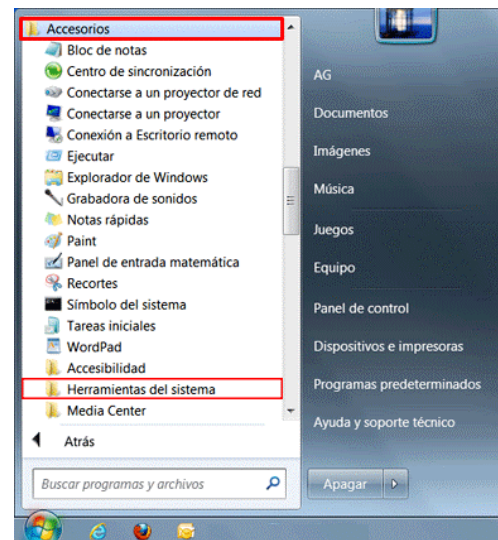 Accesorios
Bloc de notas
Centro de sincronización
Conectarse a un proyector de red
Conectarse a un proyector
Conexión a Escritorio remoto
Ejecutar
Explorador de Windows
Grabadora de sonidos
Notas rápidas
Paint
Panel de entrada matemática
Recortes
Símbolo del sistema
Tareas iniciales
WordPad
Accesibilidad
Herramientas del sistema
Media Center
Atrás
Buscar programas y archivos
AG
Documentos
Imágenes
Música
Juegos
Equipo
Panel de control
Dispositivos e impresoras
Programas predeterminados
Ayuda y soporte técnico
Apagar